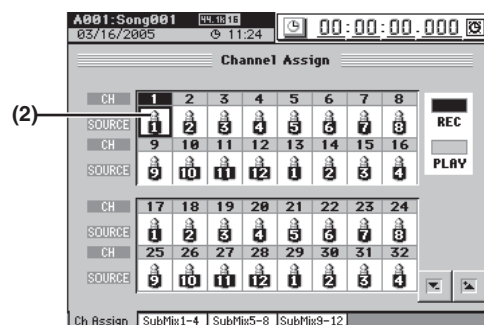 A001:Song001 44.1k 16
03/16/2005 11:24 00:00:00.000
Channel Assign
CH 1 2 3 4 5 6 7 8
(2)
SOURCE 1 2 3 4 5 6 7 8
REC
CH 9 10 11 12 13 14 15 16
SOURCE 9 10 11 12 1 2 3 4
PLAY
CH 17 18 19 20 21 22 23 24
SOURCE 1 2 3 4 5 6 7 8
CH 25 26 27 28 29 30 31 32
SOURCE 9 10 11 12 1 2 3 4
Ch Assign SubMix1-4 SubMix5-8 SubMix9-12